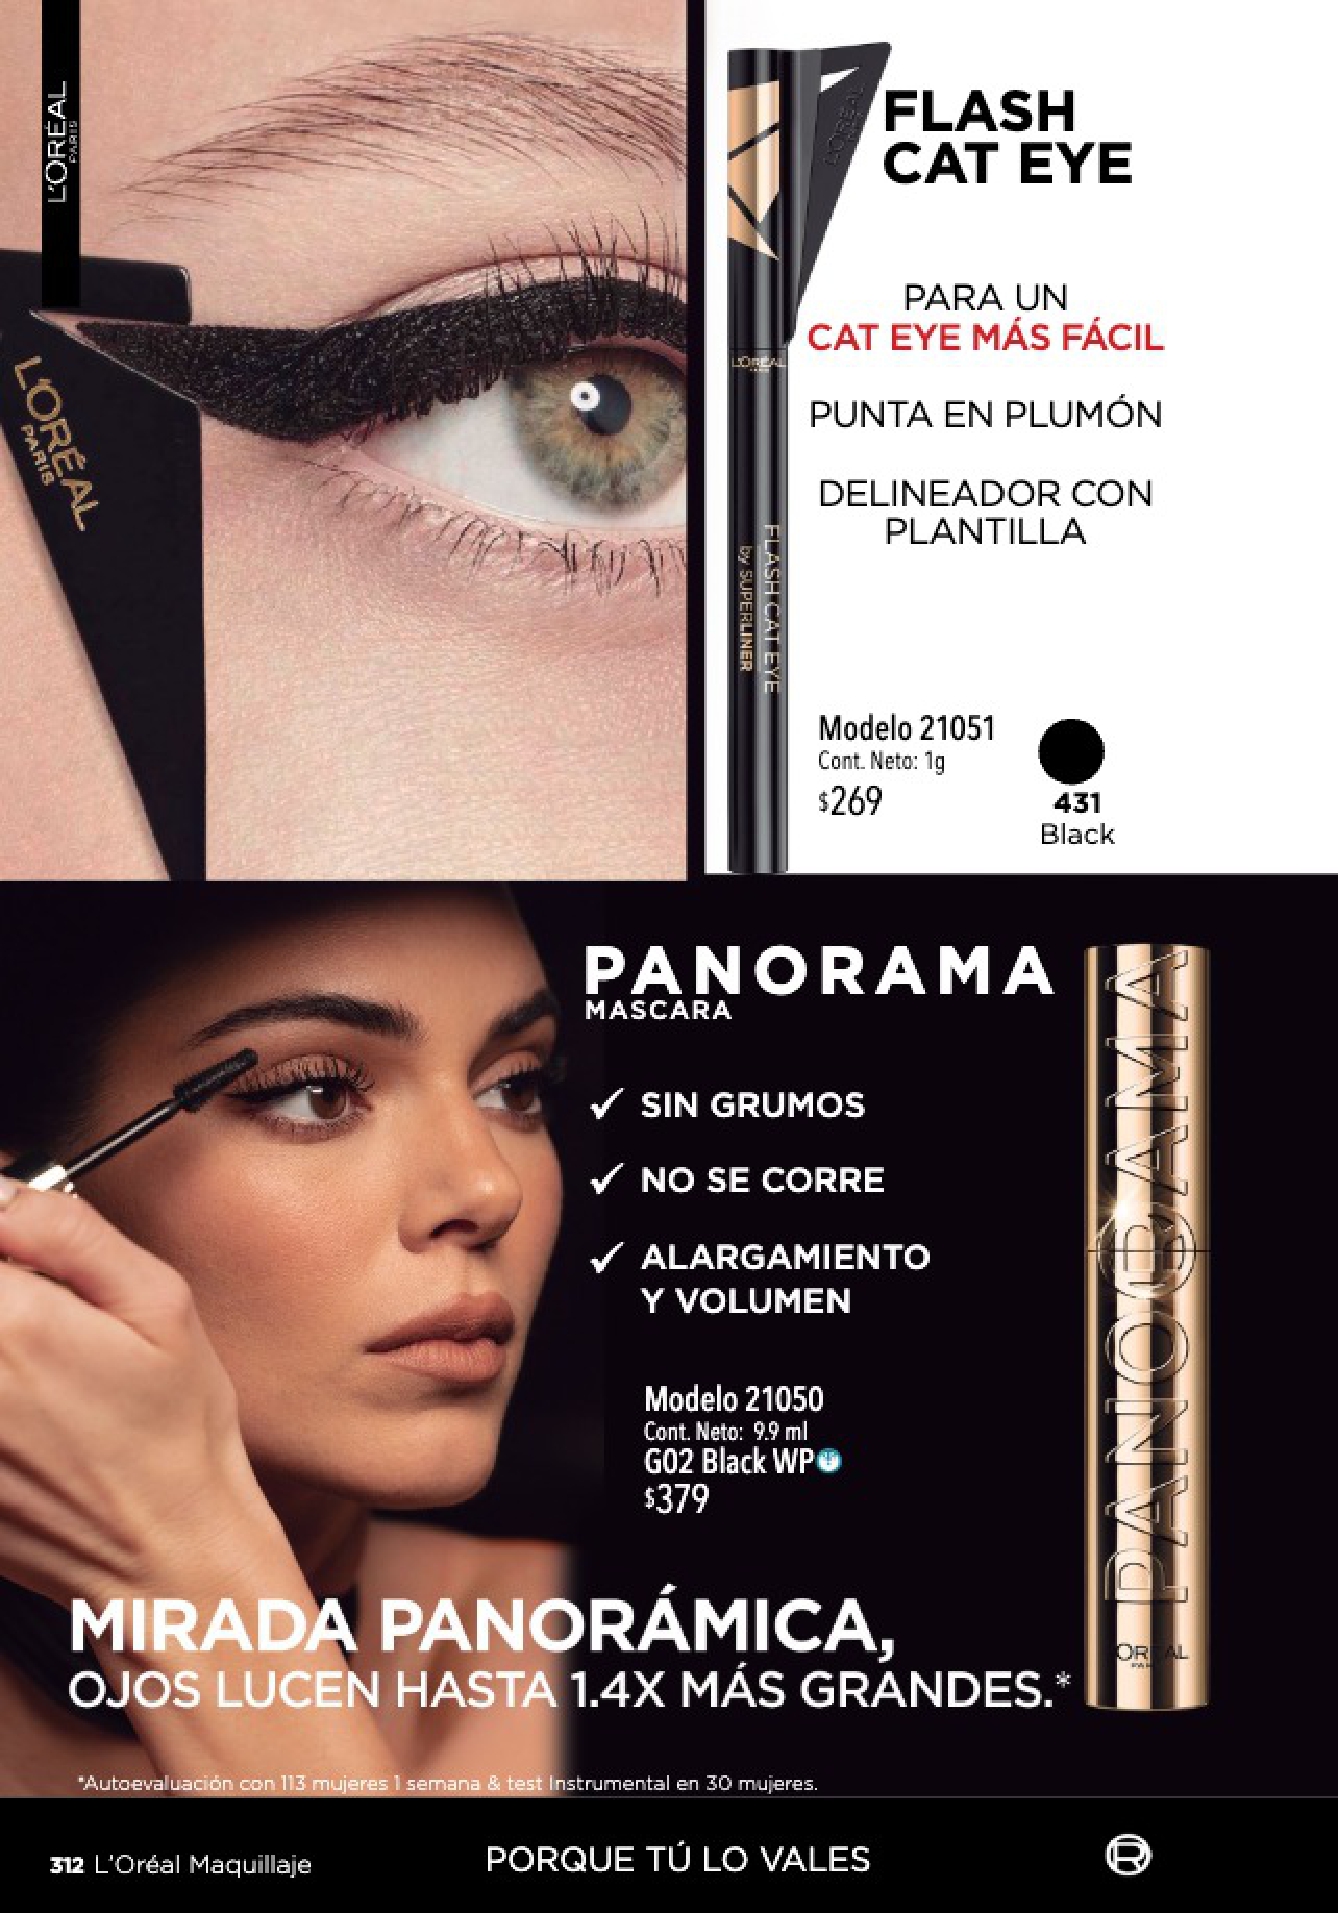 L'ORÉAL
PARIS
L'ORÉAL
PARIS
L'ORÉAL
FLASH
CAT EYE
PARA UN
CAT EYE MÁS FÁCIL
PUNTA EN PLUMÓN
DELINEADOR CON
PLANTILLA
L'ORÉAL
PARIS
FLASH CAT EYE
by SUPERLINER
Modelo 21051
Cont. Neto: 1g
$269
431
Black
PANORAMA
MASCARA
✓ SIN GRUMOS
✓ NO SE CORRE
✓ ALARGAMIENTO
Y VOLUMEN
Modelo 21050
Cont. Neto: 9.9 ml
G02 Black WP
$379
PANORAMA
MIRADA PANORÁMICA,
OJOS LUCEN HASTA 1.4X MÁS GRANDES.*
*Autoevaluación con 113 mujeres 1 semana & test Instrumental en 30 mujeres.
312 L'Oréal Maquillaje
PORQUE TÚ LO VALES
R